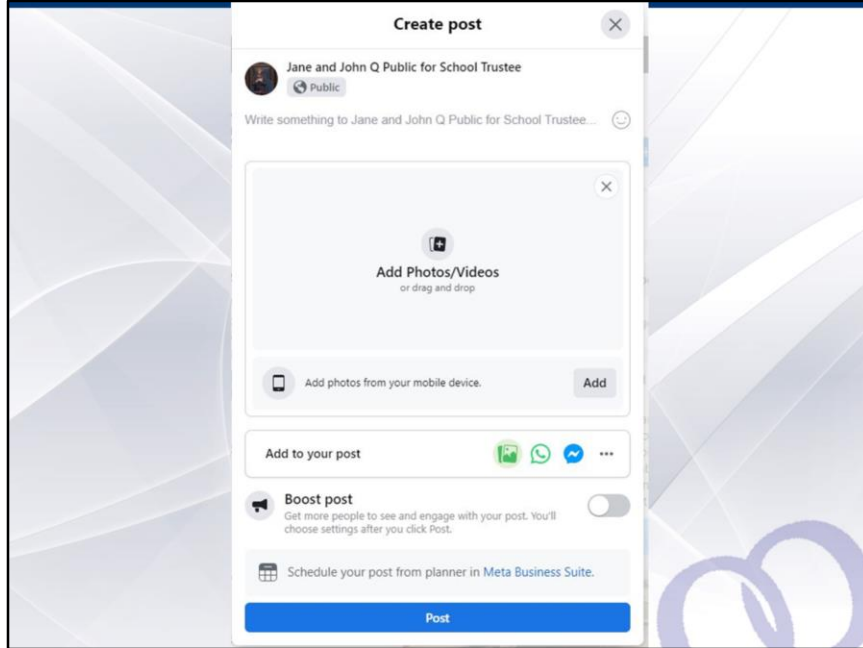 Create post
Jane and John Q Public for School Trustee
Public
Write something to Jane and John Q Public for School Trustee...
Add Photos/Videos
or drag and drop
Add photos from your mobile device.
Add
Add to your post
Boost post
Get more people to see and engage with your post. You'll
choose settings after you click Post.
Schedule your post from planner in Meta Business Suite.
Post